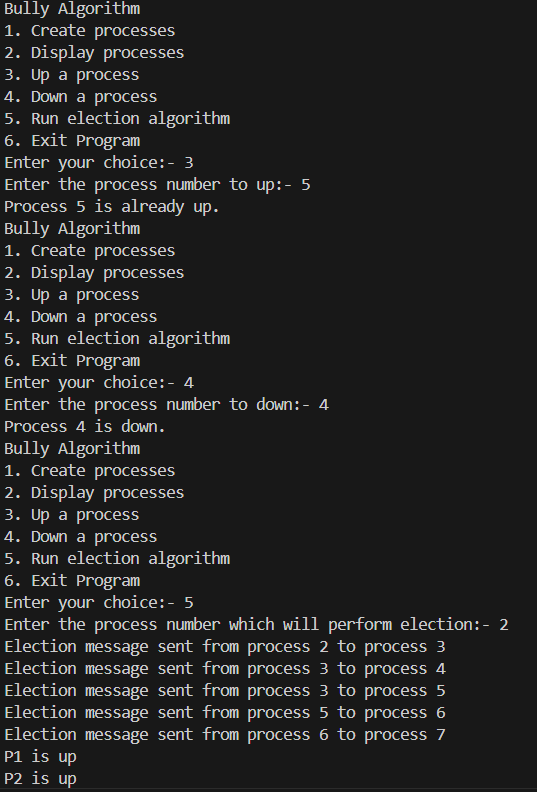 Bully Algorithm
1. Create processes
2. Display processes
3. Up a process
4. Down a process
5. Run election algorithm
6. Exit Program
Enter your choice:- 3
Enter the process number to up:- 5
Process 5 is already up.
Bully Algorithm
1. Create processes
2. Display processes
3. Up a process
4. Down a process
5. Run election algorithm
6. Exit Program
Enter your choice:- 4
Enter the process number to down:- 4
Process 4 is down.
Bully Algorithm
1. Create processes
2. Display processes
3. Up a process
4. Down a process
5. Run election algorithm
6. Exit Program
Enter your choice:- 5
Enter the process number which will perform election:- 2
Election message sent from process 2 to process 3
Election message sent from process 3 to process 4
Election message sent from process 3 to process 5
Election message sent from process 5 to process 6
Election message sent from process 6 to process 7
P1 is up
P2 is up